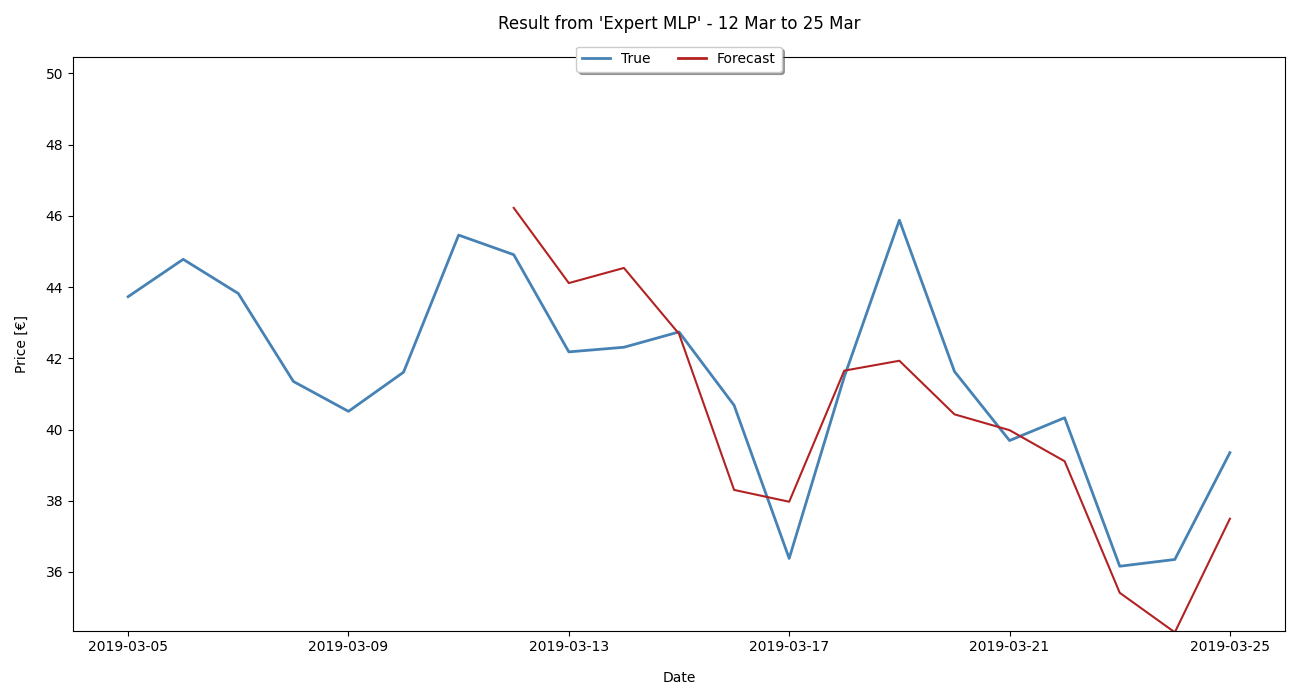 Result from 'Expert MLP' - 12 Mar to 25 Mar
True Forecast
50
48
46
44
42
40
38
36
Price [€]
2019-03-05 2019-03-09 2019-03-13 2019-03-17 2019-03-21 2019-03-25
Date